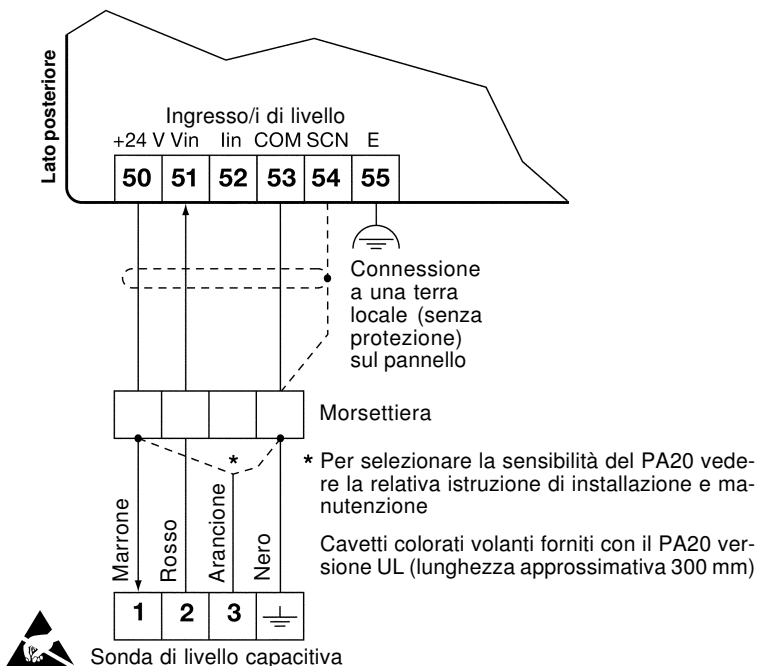 Lato posteriore
Ingresso/i di livello
+24 V Vin Iin COM SCN E
50 51 52 53 54 55
Connessione
a una terra
locale (senza
protezione)
sul pannello
Morsettiera
* * Per selezionare la sensibilità del PA20 vede-
re la relativa istruzione di installazione e ma-
nutenzione
Cavetti colorati volanti forniti con il PA20 ver-
sione UL (lunghezza approssimativa 300 mm)
Marrone
Rosso
Arancione
Nero
1 2 3
Sonda di livello capacitiva